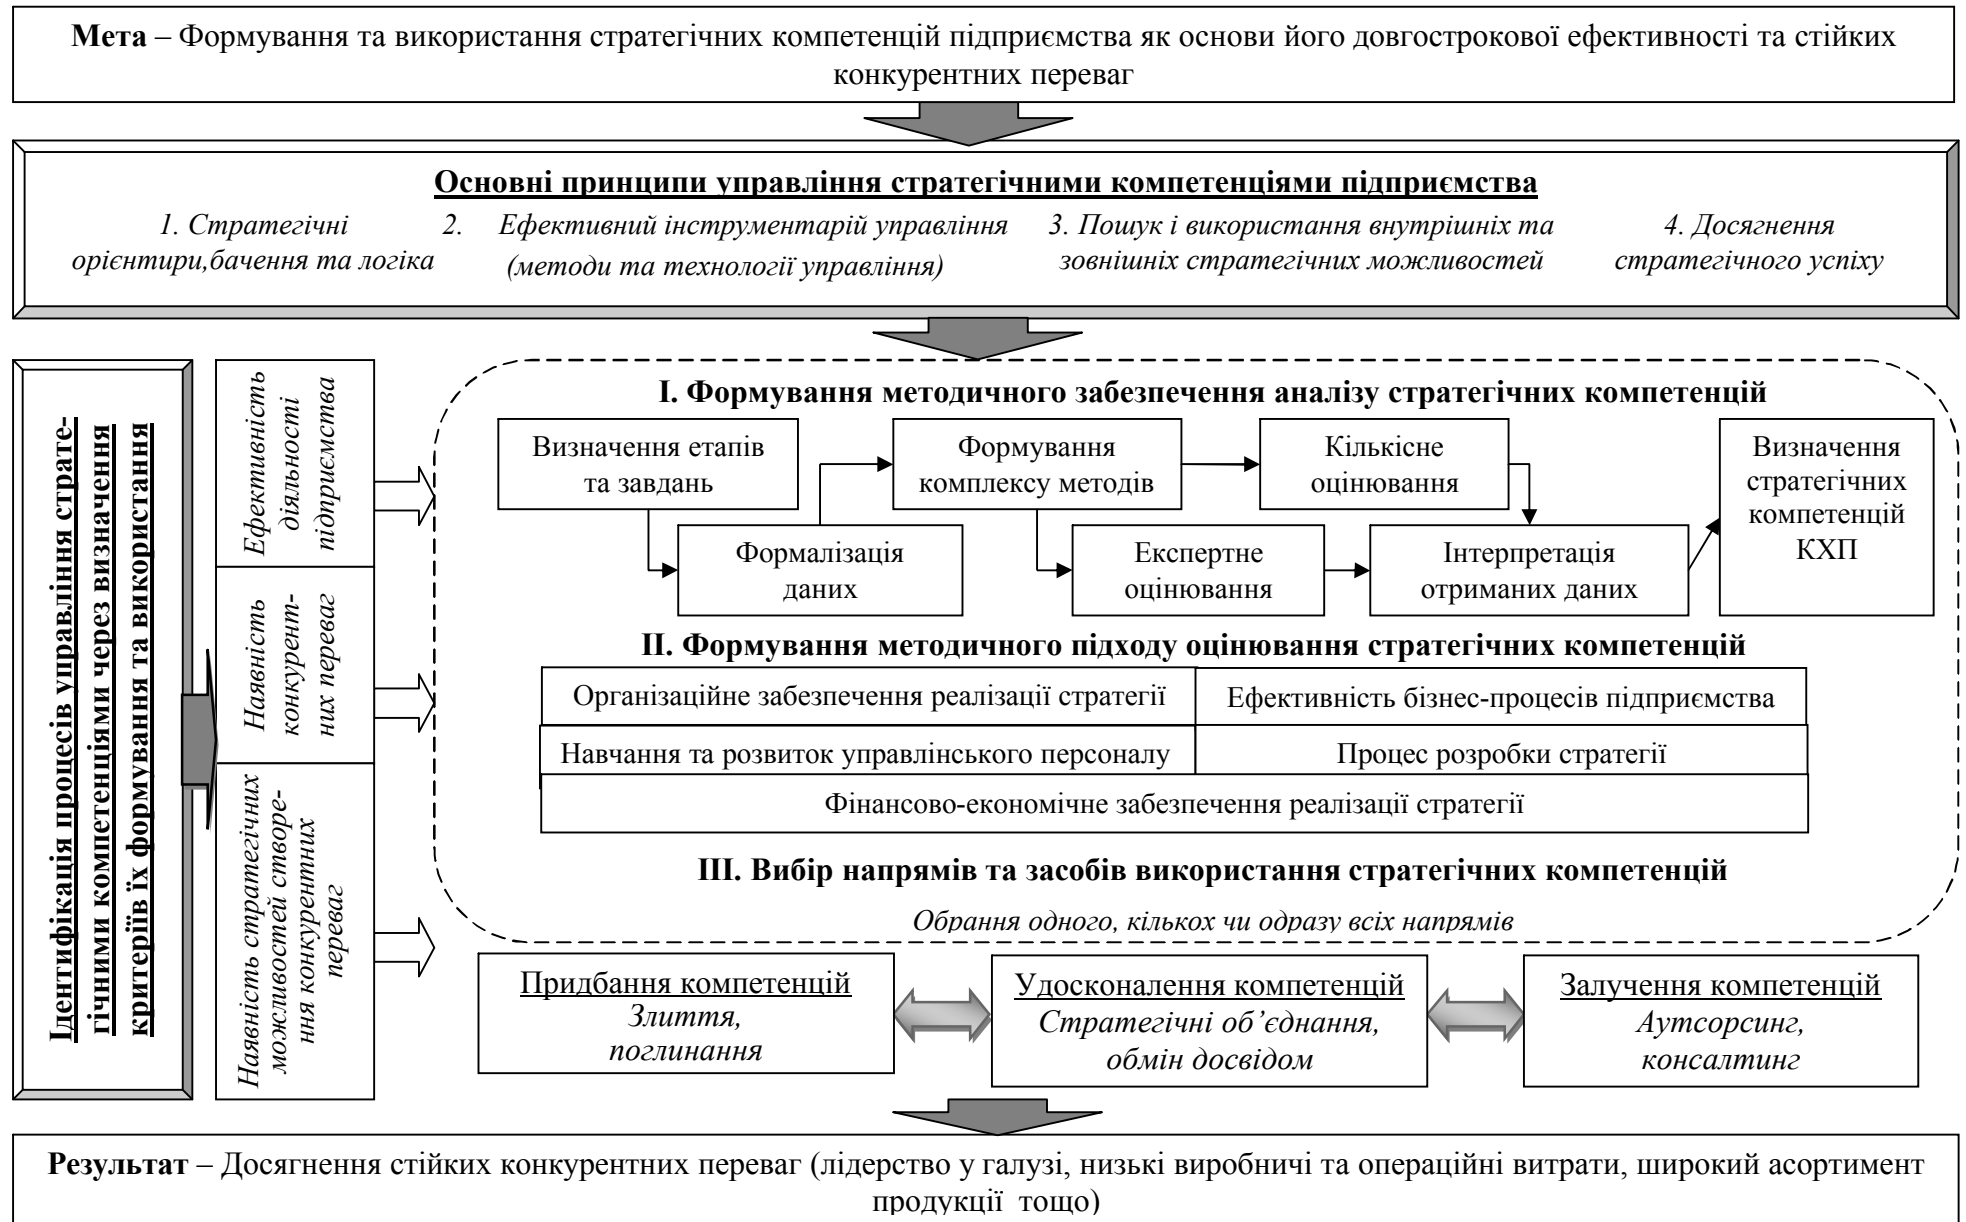 Мета – Формування та використання стратегічних компетенцій підприємства як основи його довгострокової ефективності та стійких
конкурентних переваг
Основні принципи управління стратегічними компетенціями підприємства
1. Стратегічні
орієнтири,бачення та логіка
2. Ефективний інструментарій управління
(методи та технології управління)
3. Пошук і використання внутрішніх та
зовнішніх стратегічних можливостей
4. Досягнення
стратегічного успіху
Ідентифікація процесів управління страте-
гічними компетенціями через визначення
критеріїв їх формування та використання
Ефективність
діяльності
підприємства
Наявність
конкурент-
них переваг
Наявність стратегічних
можливостей створе-
ння конкурентних
переваг
І. Формування методичного забезпечення аналізу стратегічних компетенцій
Визначення етапів
та завдань
Формування
комплексу методів
Кількісне
оцінювання
Визначення
стратегічних
компетенцій
КХП
Формалізація
даних
Експертне
оцінювання
Інтерпретація
отриманих даних
ІІ. Формування методичного підходу оцінювання стратегічних компетенцій
Організаційне забезпечення реалізації стратегії
Ефективність бізнес-процесів підприємства
Навчання та розвиток управлінського персоналу
Процес розробки стратегії
Фінансово-економічне забезпечення реалізації стратегії
ІІІ. Вибір напрямів та засобів використання стратегічних компетенцій
Обрання одного, кількох чи одразу всіх напрямів
Придбання компетенцій
Злиття,
поглинання
Удосконалення компетенцій
Стратегічні об’єднання,
обмін досвідом
Залучення компетенцій
Аутсорсинг,
консалтинг
Результат – Досягнення стійких конкурентних переваг (лідерство у галузі, низькі виробничі та операційні витрати, широкий асортимент
продукції тощо)